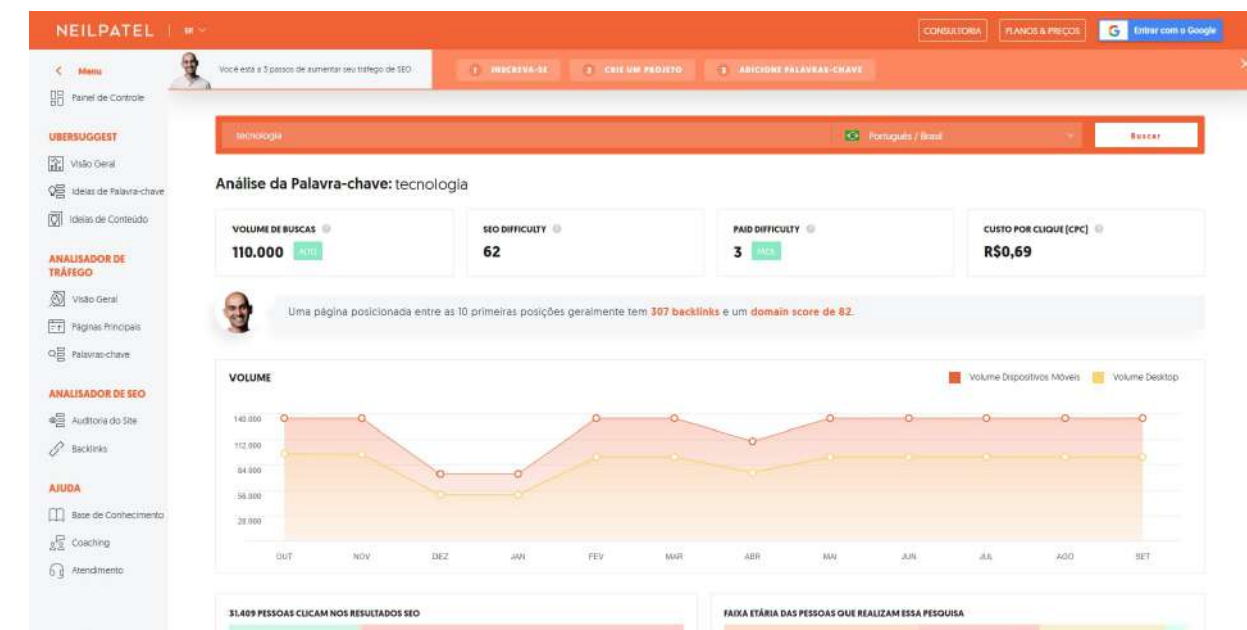 NEILPATEL
BR
CONSULTORIA
PLANOS & PREÇOS
G Entrar com o Google
Menu
Você está a 3 passos de aumentar seu tráfego de SEO
1 INSCREVA-SE
2 CRIE UM PROJETO
3 ADICIONE PALAVRAS-CHAVE
Painel de Controle
UBERSUGGEST
Visão Geral
Ideias de Palavra-chave
Ideias de Conteúdo
ANALISADOR DE
TRÁFEGO
Visão Geral
Páginas Principais
Palavras-chave
ANALISADOR DE SEO
Auditoria do Site
Backlinks
AJUDA
Base de Conhecimento
Coaching
Atendimento
tecnologia
Português / Brasil
Buscar
Análise da Palavra-chave: tecnologia
VOLUME DE BUSCAS
110.000 ALTO
SEO DIFFICULTY
62
PAID DIFFICULTY
3 FÁCIL
CUSTO POR CLIQUE [CPC]
R$0,69
Uma página posicionada entre as 10 primeiras posições geralmente tem 307 backlinks e um domain score de 82.
VOLUME
Volume Dispositivos Móveis
Volume Desktop
140.000
112.000
84.000
56.000
28.000
OUT NOV DEZ JAN FEV MAR ABR MAI JUN JUL AGO SET
31.409 PESSOAS CLICAM NOS RESULTADOS SEO
FAIXA ETÁRIA DAS PESSOAS QUE REALIZAM ESSA PESQUISA